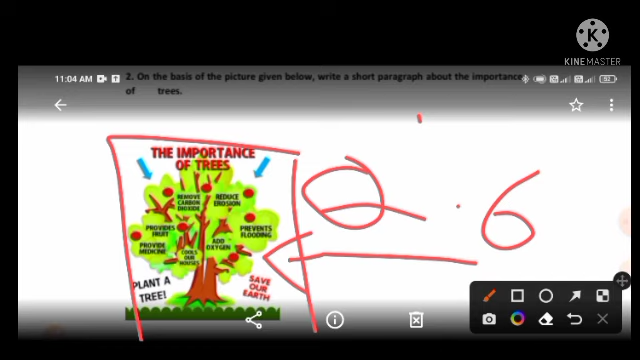 KINEMASTER
11:04 AM
2. On the basis of the picture given below, write a short paragraph about the importance
of trees.
THE IMPORTANCE
OF TREES
REMOVE
CARBON
DIOXIDE
REDUCE
EROSION
PROVIDES
FRUIT
PREVENTS
FLOODING
PROVIDE
MEDICINE
ADD
OXYGEN
COOLS
OUR
HOUSES
PLANT A
TREE!
SAVE
OUR
EARTH
Q . 6